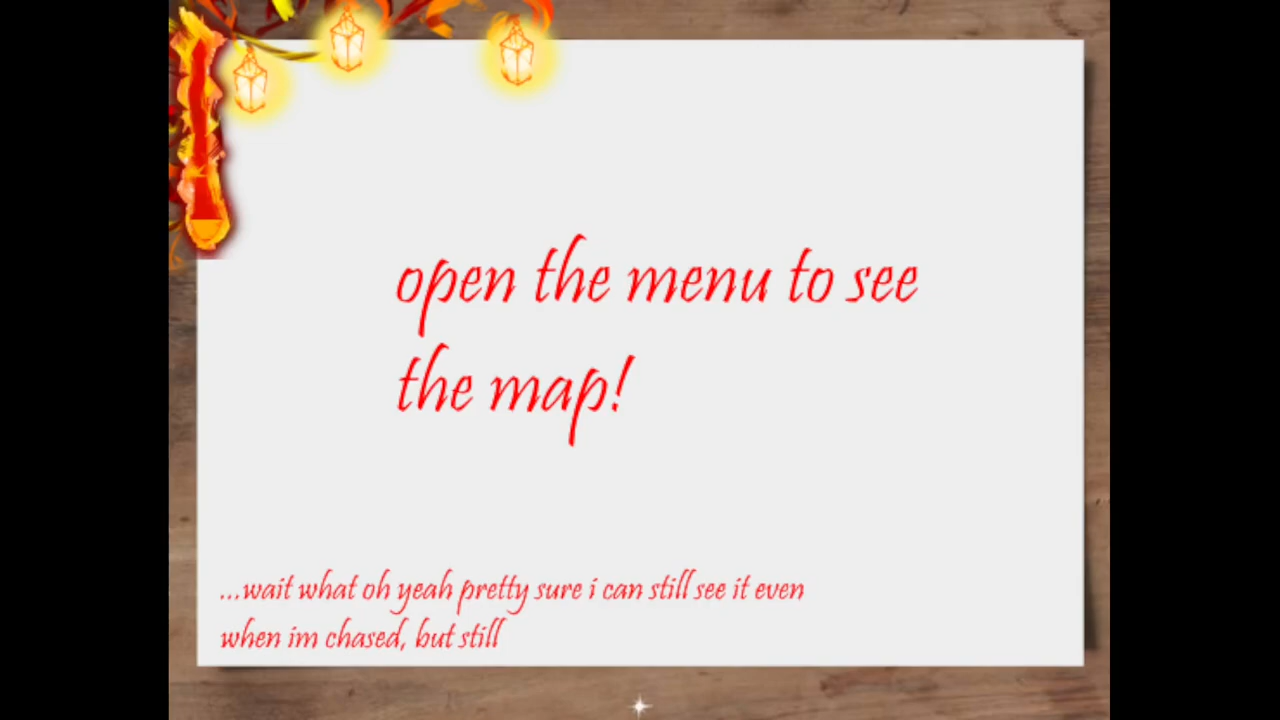 open the menu to see
the map!
...wait what oh yeah pretty sure i can still see it even
when im chased, but still